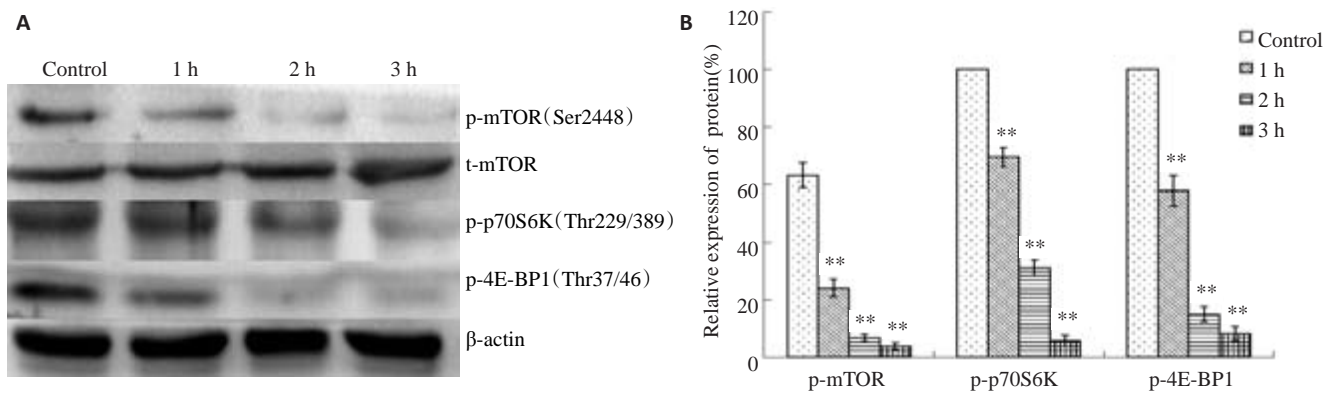 A
Control 1 h 2 h 3 h
p-mTOR(Ser2448)
t-mTOR
p-p70S6K(Thr229/389)
p-4E-BP1(Thr37/46)
β-actin
B
Relative expression of protein(%)
120
100
80
60
40
20
0
** ** **
** ** **
** ** **
p-mTOR p-p70S6K p-4E-BP1
Control
1 h
2 h
3 h